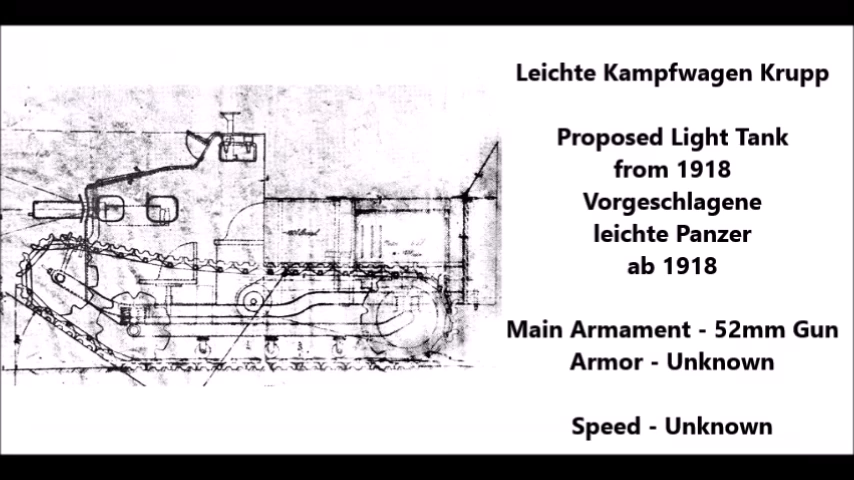 Leichte Kampfwagen Krupp
Proposed Light Tank
from 1918
Vorgeschlagene
leichte Panzer
ab 1918
Main Armament - 52mm Gun
Armor - Unknown
Speed - Unknown